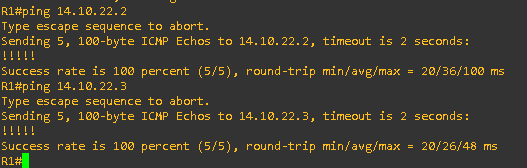 R1#ping 14.10.22.2
Type escape sequence to abort.
Sending 5, 100-byte ICMP Echos to 14.10.22.2, timeout is 2 seconds:
!!!!!
Success rate is 100 percent (5/5), round-trip min/avg/max = 20/36/100 ms
R1#ping 14.10.22.3
Type escape sequence to abort.
Sending 5, 100-byte ICMP Echos to 14.10.22.3, timeout is 2 seconds:
!!!!!
Success rate is 100 percent (5/5), round-trip min/avg/max = 20/26/48 ms
R1#